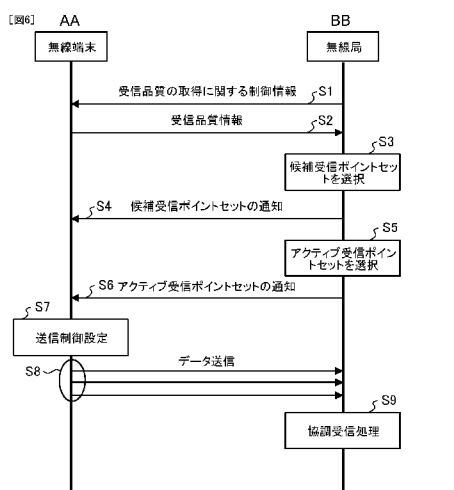 [図6]
AA
BB
無線端末
無線局
受信品質の取得に関する制御情報
S1
受信品質情報
S2
S3
候補受信ポイントセッ
トを選択
S4
候補受信ポイントセットの通知
S5
アクティブ受信ポイン
トセットを選択
S6 アクティブ受信ポイントセットの通知
S7
送信制御設定
データ送信
S8
S9
協調受信処理